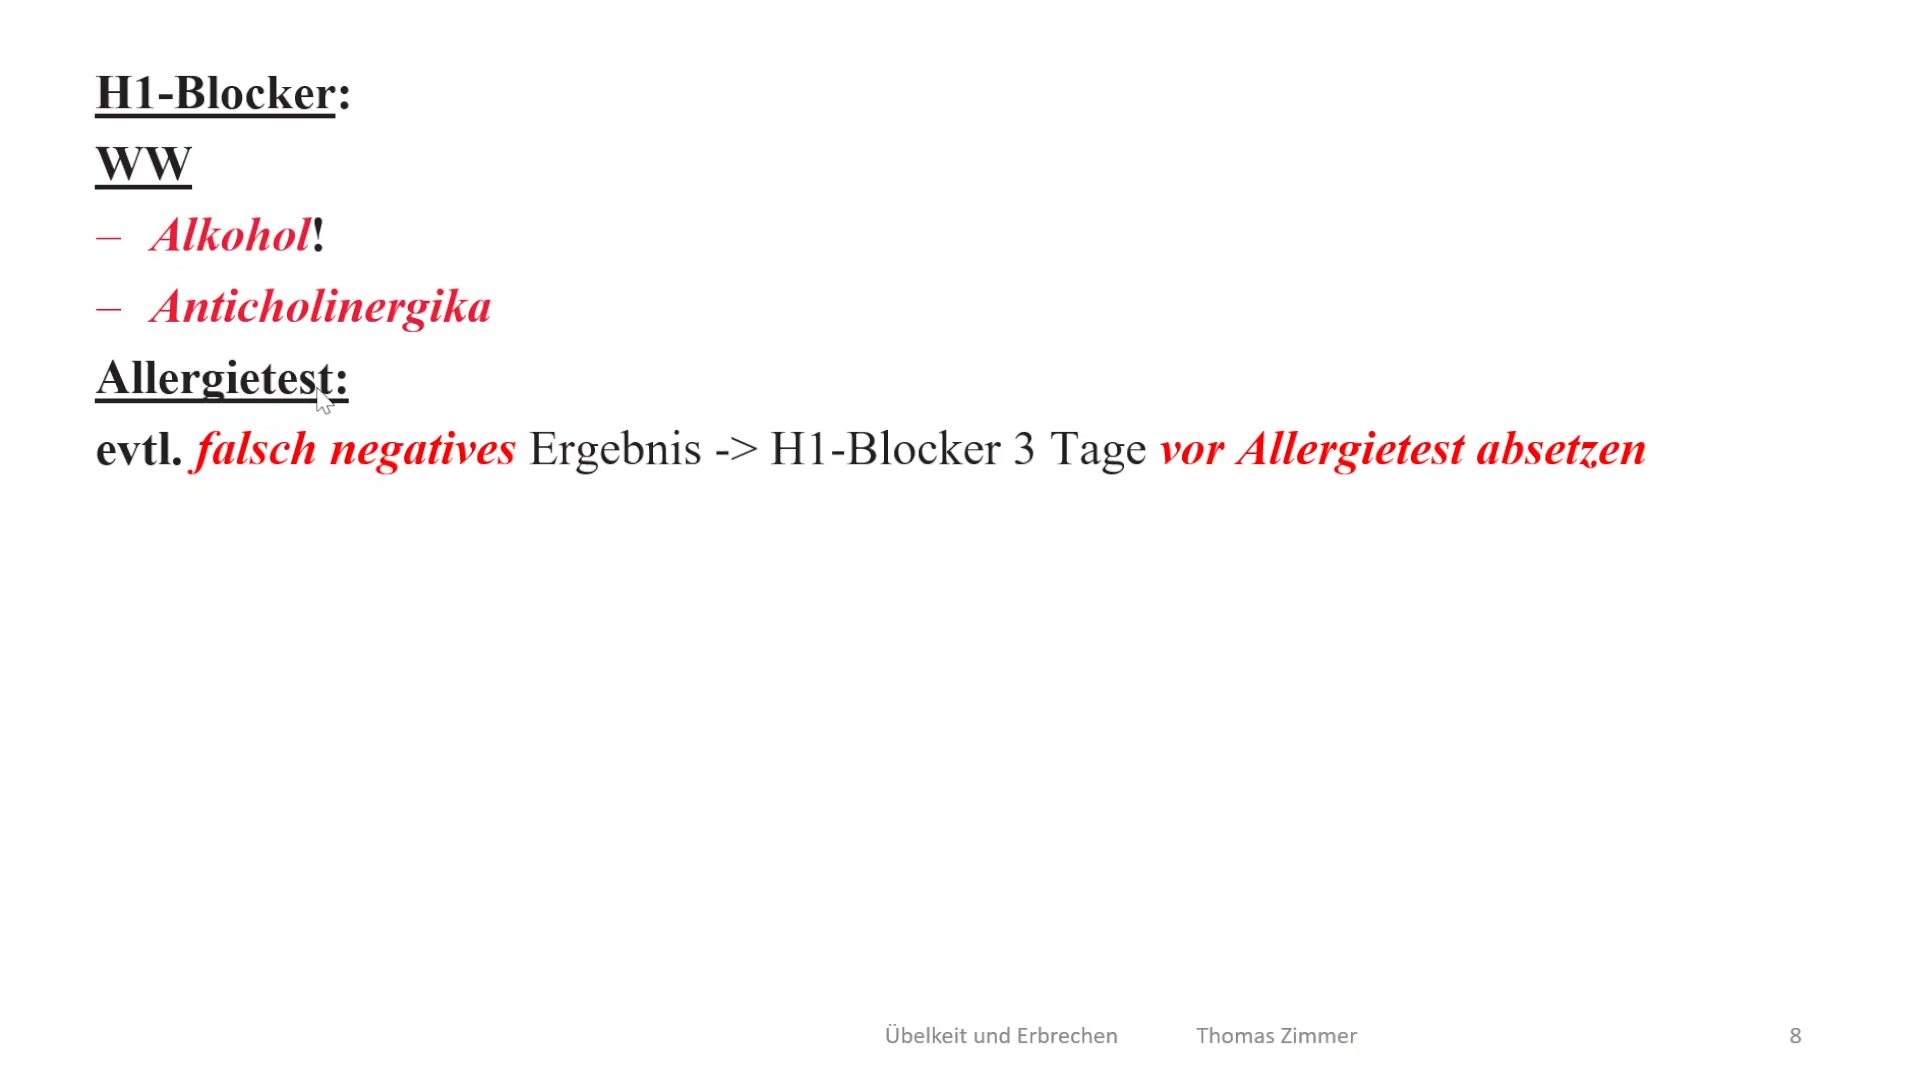 H1-Blocker:
WW
– Alkohol!
– Anticholinergika
Allergietest:
evtl. falsch negatives Ergebnis -> H1-Blocker 3 Tage vor Allergietest absetzen
Übelkeit und Erbrechen Thomas Zimmer 8